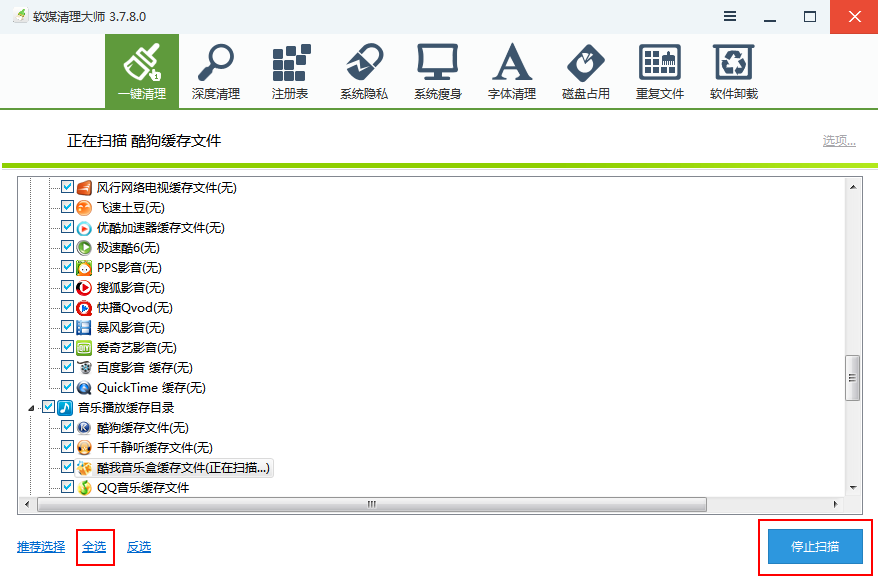 软媒清理大师 3.7.8.0
一键清理 深度清理 注册表 系统隐私 系统瘦身 字体清理 磁盘占用 重复文件 软件卸载
正在扫描 酷狗缓存文件 选项...
风行网络电视缓存文件(无)
飞速土豆(无)
优酷加速器缓存文件(无)
极速酷6(无)
PPS影音(无)
搜狐影音(无)
快播Qvod(无)
暴风影音(无)
爱奇艺影音(无)
百度影音 缓存(无)
QuickTime 缓存(无)
音乐播放缓存目录
酷狗缓存文件(无)
千千静听缓存文件(无)
酷我音乐盒缓存文件(正在扫描...)
QQ音乐缓存文件
推荐选择 全选 反选 停止扫描